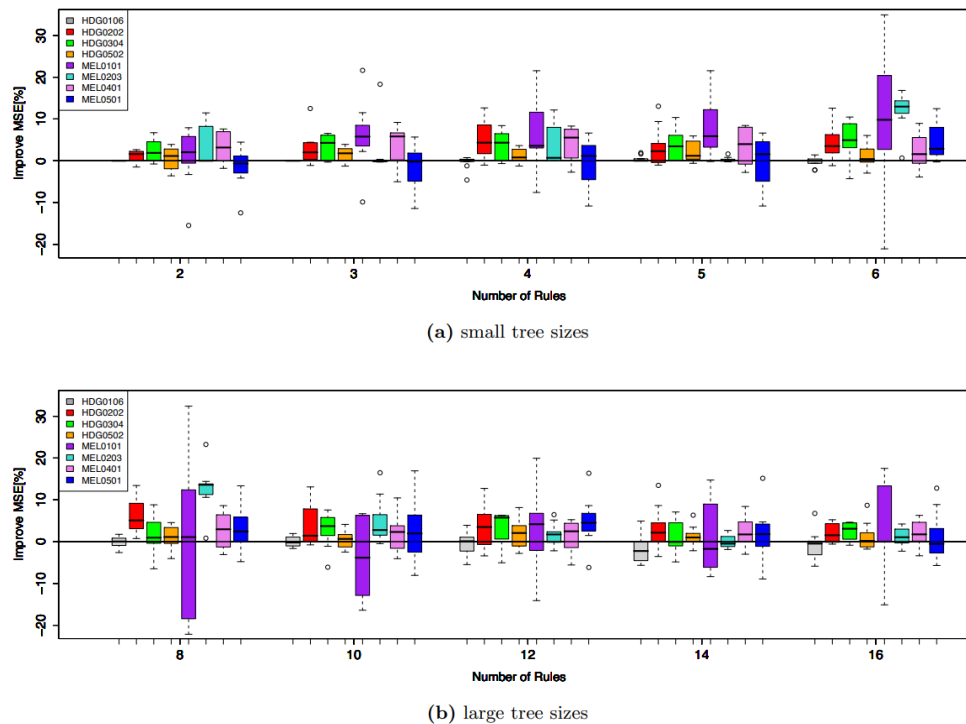 HDG0106
HDG0202
HDG0304
HDG0502
MEL0101
MEL0203
MEL0401
MEL0501
Improve MSE[%]
30
20
10
0
−10
−20
2 3 4 5 6
Number of Rules
(a) small tree sizes
HDG0106
HDG0202
HDG0304
HDG0502
MEL0101
MEL0203
MEL0401
MEL0501
Improve MSE[%]
30
20
10
0
−10
−20
8 10 12 14 16
Number of Rules
(b) large tree sizes